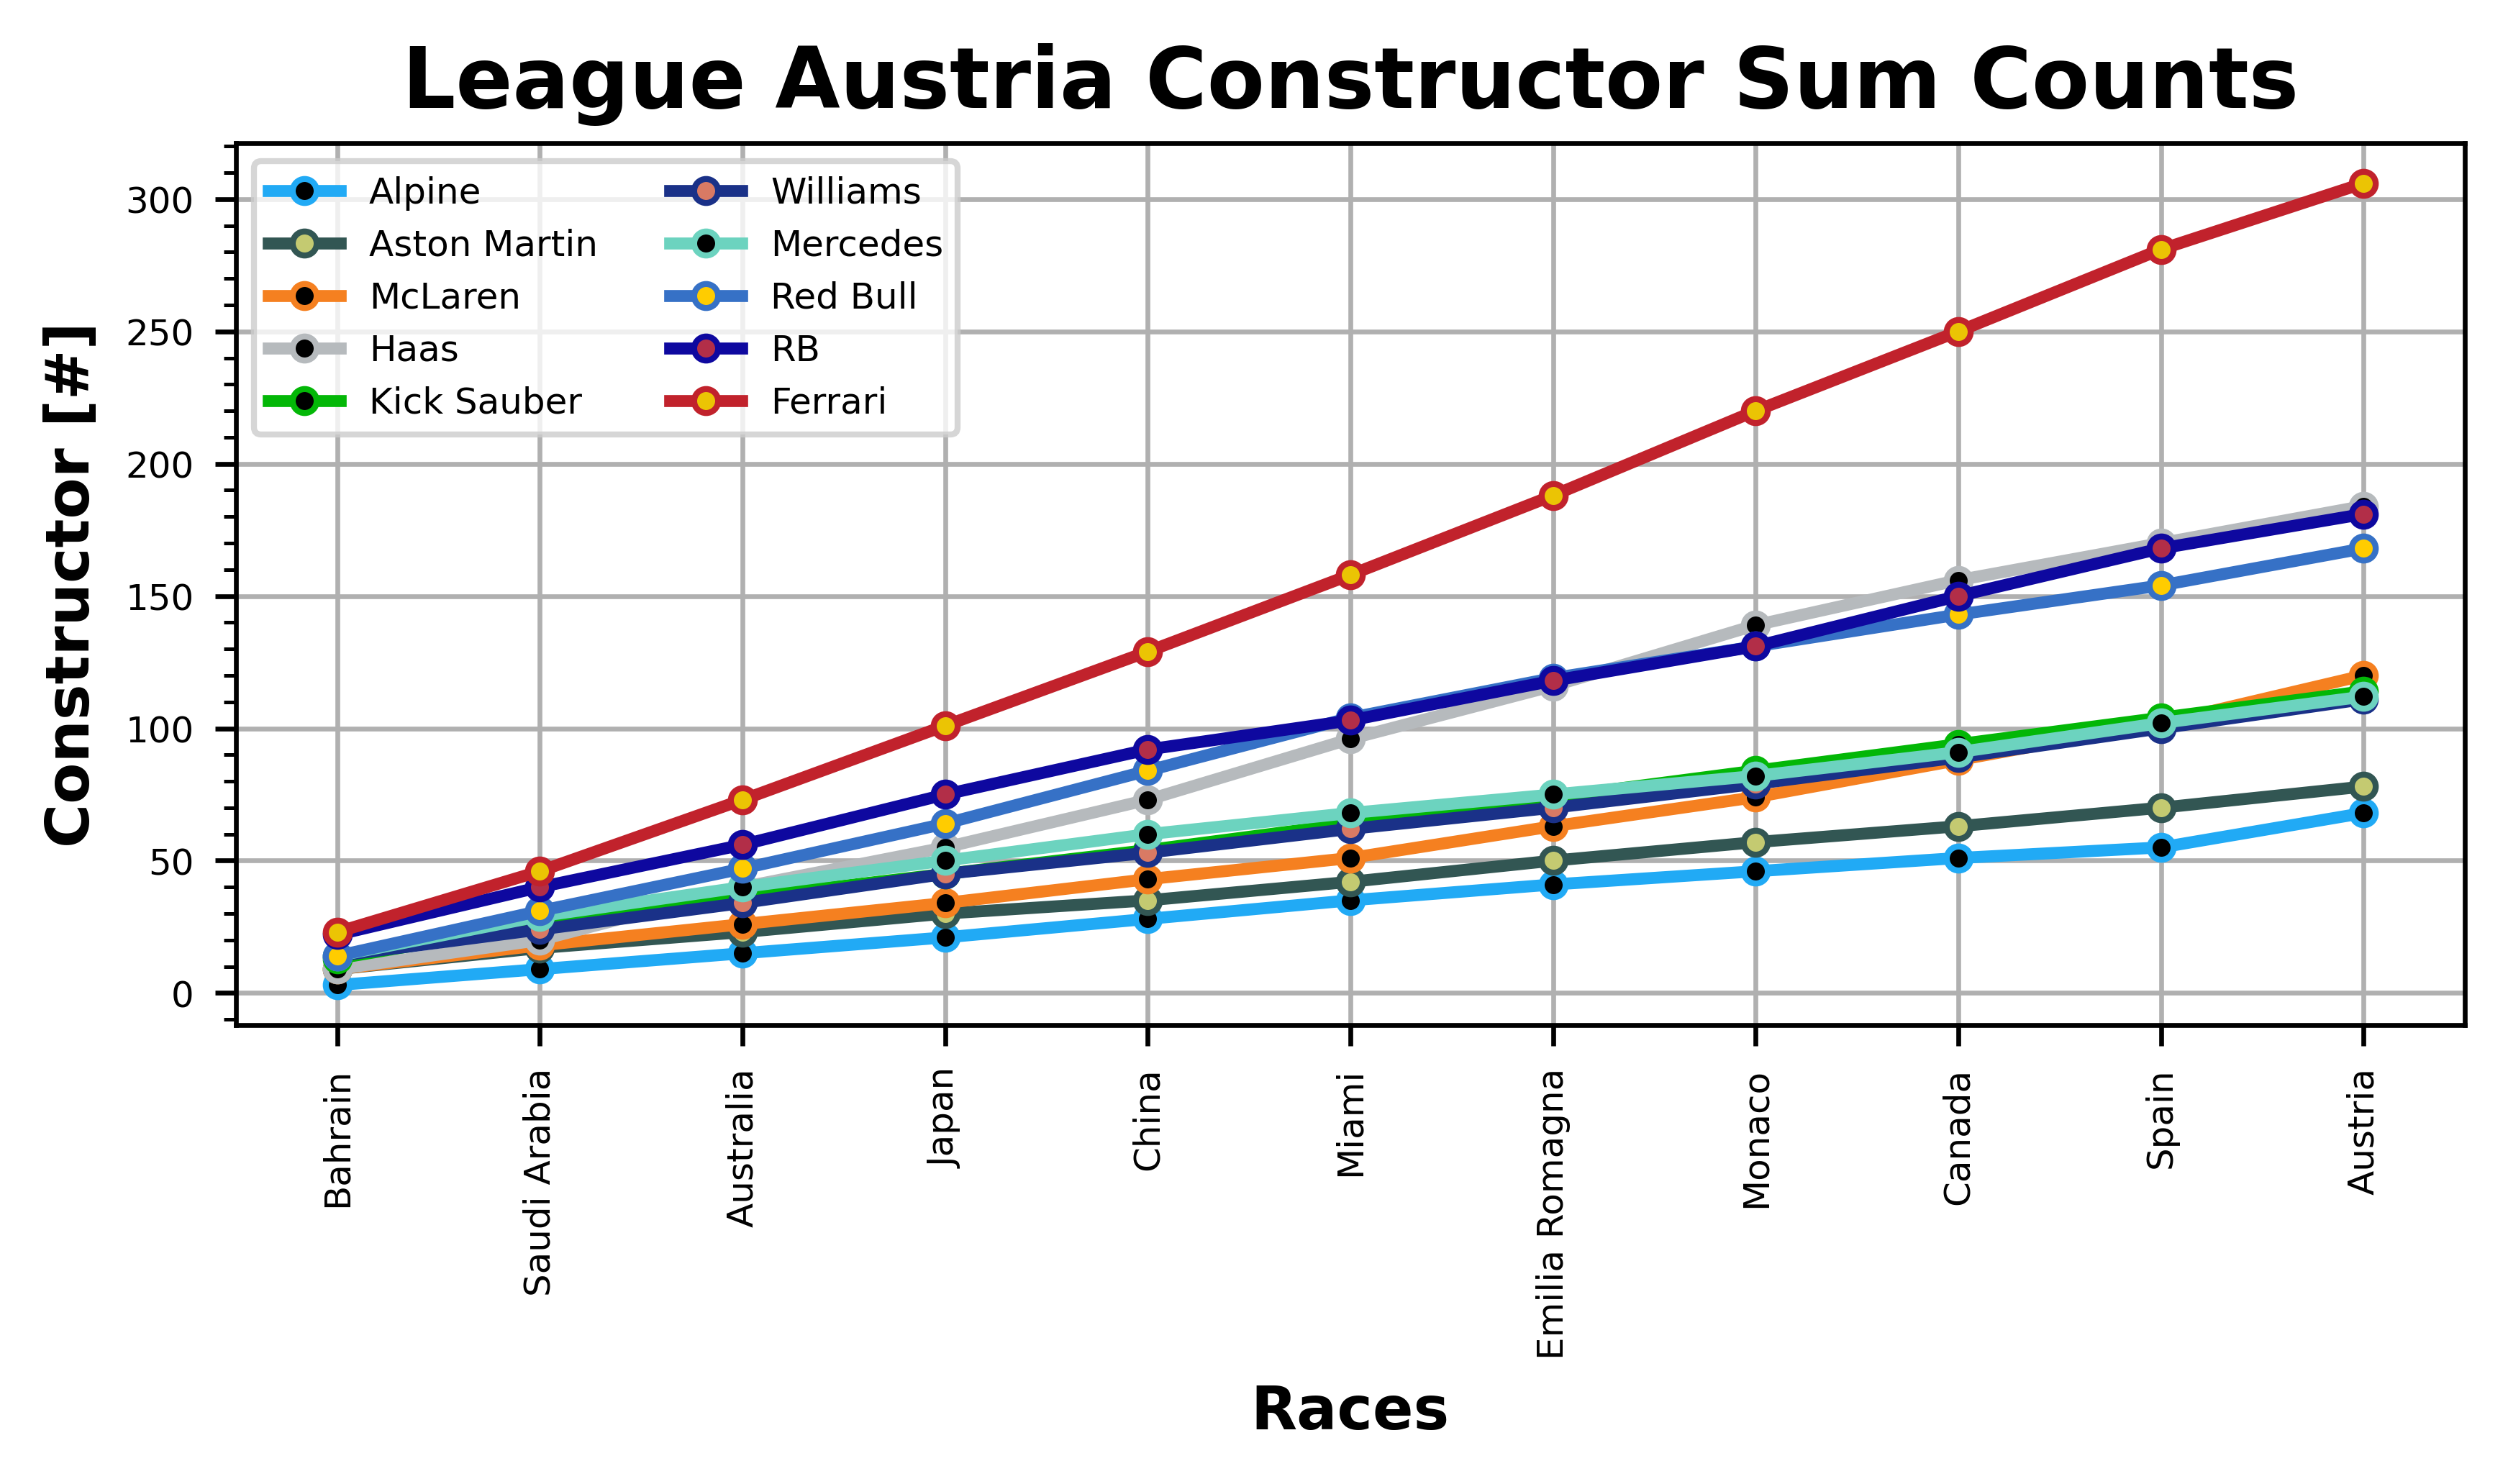 League Austria Constructor Sum Counts
Constructor [#]
300
250
200
150
100
50
0
Alpine
Aston Martin
McLaren
Haas
Kick Sauber
Williams
Mercedes
Red Bull
RB
Ferrari
Bahrain
Saudi Arabia
Australia
Japan
China
Miami
Emilia Romagna
Monaco
Canada
Spain
Austria
Races